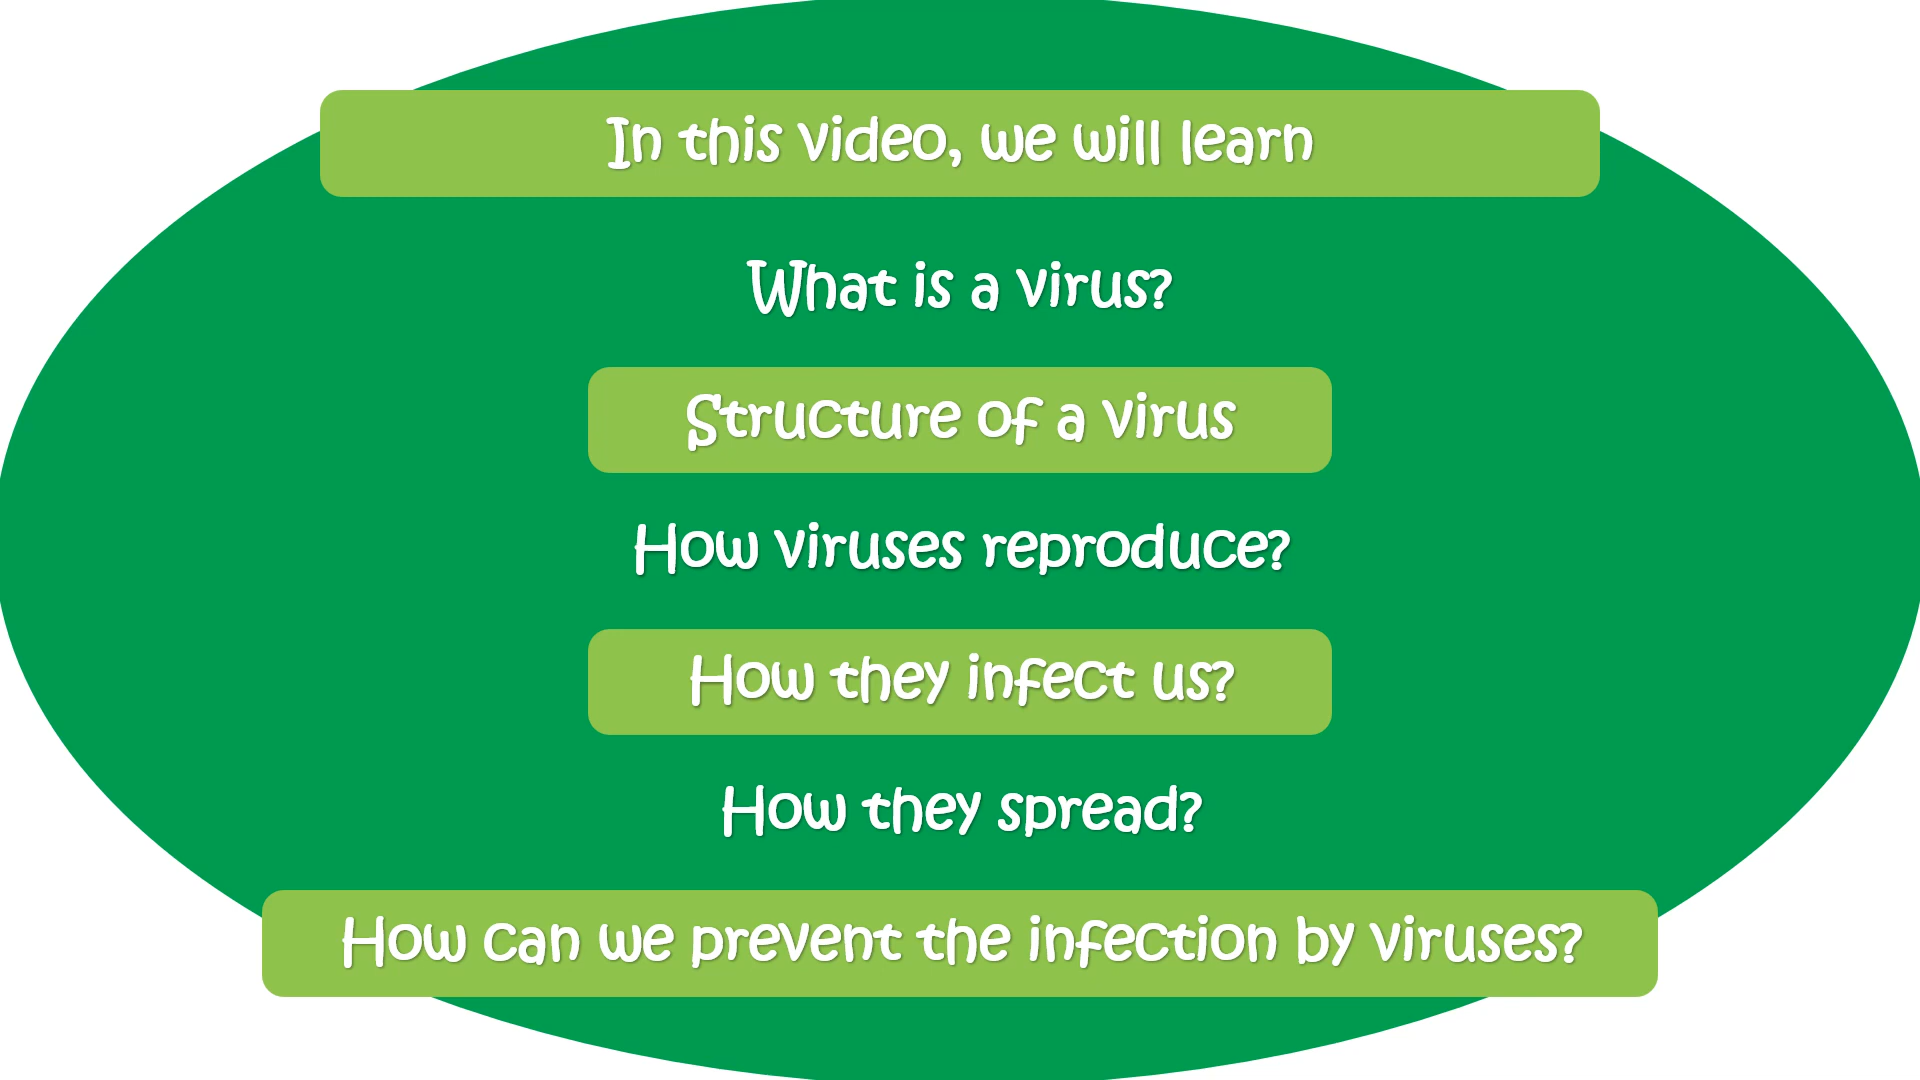 In this video, we will learn
What is a virus?
Structure of a virus
How viruses reproduce?
How they infect us?
How they spread?
How can we prevent the infection by viruses?